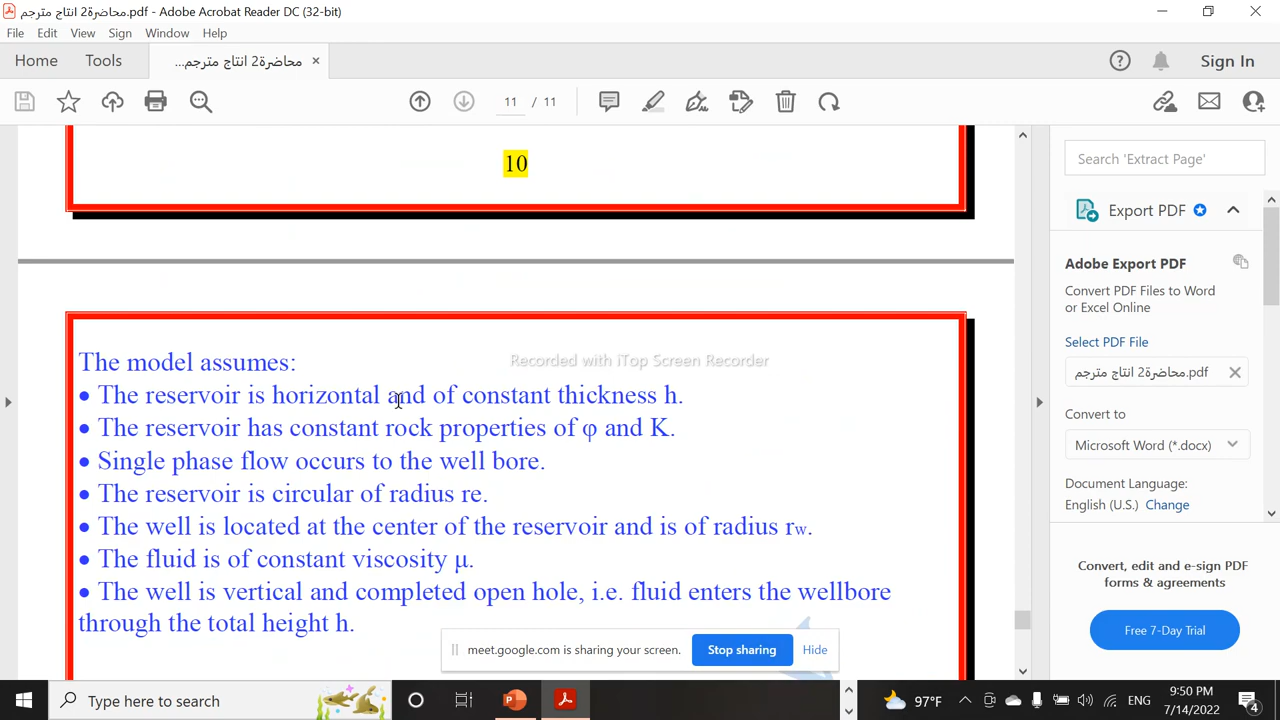 محاضرة2 انتاج مترجم.pdf - Adobe Acrobat Reader DC (32-bit)
File Edit View Sign Window Help
Home Tools محاضرة2 انتاج مترجم... × Sign In
11 / 11
10
The model assumes:
• The reservoir is horizontal and of constant thickness h.
• The reservoir has constant rock properties of φ and K.
• Single phase flow occurs to the well bore.
• The reservoir is circular of radius re.
• The well is located at the center of the reservoir and is of radius rw.
• The fluid is of constant viscosity μ.
• The well is vertical and completed open hole, i.e. fluid enters the wellbore
through the total height h.
Recorded with iTop Screen Recorder
Search 'Extract Page'
Export PDF
Adobe Export PDF
Convert PDF Files to Word
or Excel Online
Select PDF File
محاضرة2 انتاج مترجم.pdf
Convert to
Microsoft Word (*.docx)
Document Language:
English (U.S.) Change
Convert, edit and e-sign PDF
forms & agreements
Free 7-Day Trial
meet.google.com is sharing your screen. Stop sharing Hide
Type here to search
97°F ENG
9:50 PM
7/14/2022
4